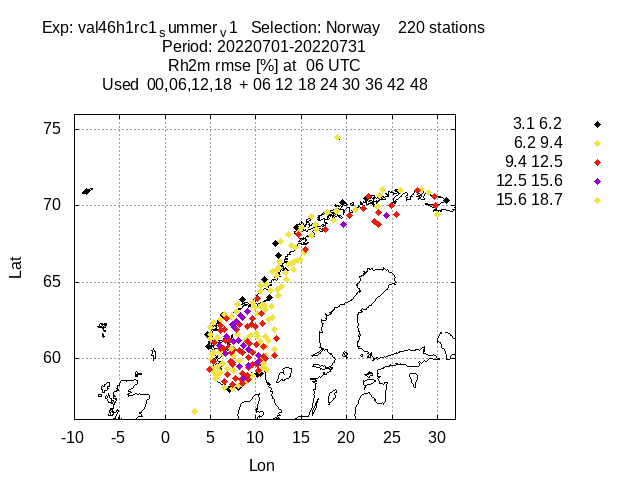 Exp: val46h1rc1summerv1 Selection: Norway 220 stations
Period: 20220701-20220731
Rh2m rmse [%] at 06 UTC
Used 00,06,12,18 + 06 12 18 24 30 36 42 48
3.1 6.2
6.2 9.4
9.4 12.5
12.5 15.6
15.6 18.7
75
70
65
60
Lat
-10 -5 0 5 10 15 20 25 30
Lon